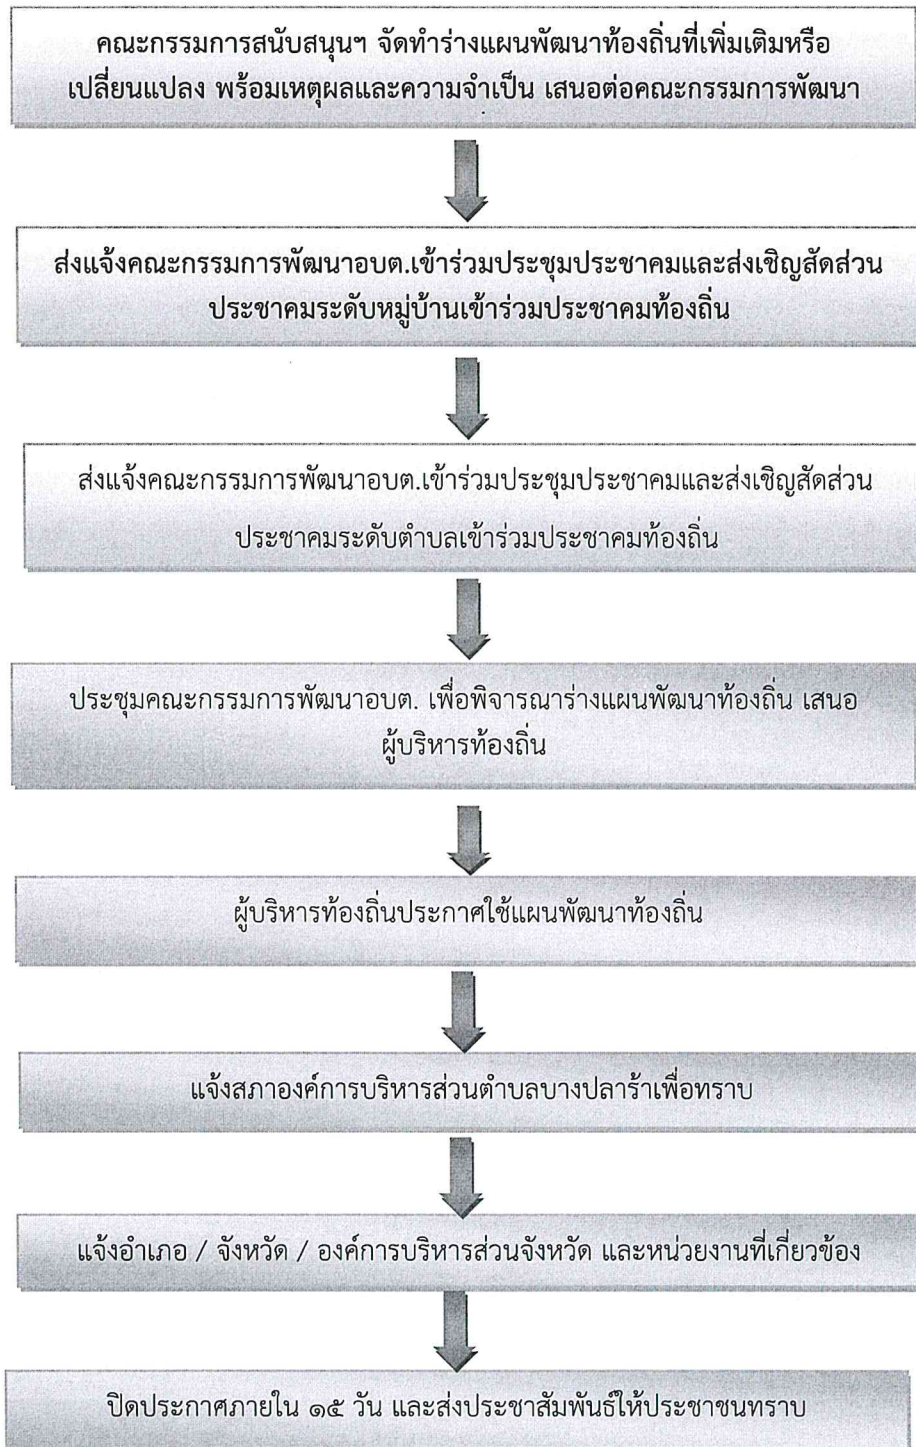 คณะกรรมการสนับสนุนฯ จัดทำร่างแผนพัฒนาท้องถิ่นที่เพิ่มเติมหรือ
เปลี่ยนแปลง พร้อมเหตุผลและความจำเป็น เสนอต่อคณะกรรมการพัฒนา
ส่งแจ้งคณะกรรมการพัฒนาอบต.เข้าร่วมประชุมประชาคมและส่งเชิญสัดส่วน
ประชาคมระดับหมู่บ้านเข้าร่วมประชาคมท้องถิ่น
ส่งแจ้งคณะกรรมการพัฒนาอบต.เข้าร่วมประชุมประชาคมและส่งเชิญสัดส่วน
ประชาคมระดับตำบลเข้าร่วมประชาคมท้องถิ่น
ประชุมคณะกรรมการพัฒนาอบต. เพื่อพิจารณาร่างแผนพัฒนาท้องถิ่น เสนอ
ผู้บริหารท้องถิ่น
ผู้บริหารท้องถิ่นประกาศใช้แผนพัฒนาท้องถิ่น
แจ้งสภาองค์การบริหารส่วนตำบลบางปลาร้าเพื่อทราบ
แจ้งอำเภอ / จังหวัด / องค์การบริหารส่วนจังหวัด และหน่วยงานที่เกี่ยวข้อง
ปิดประกาศภายใน ๑๕ วัน และส่งประชาสัมพันธ์ให้ประชาชนทราบ